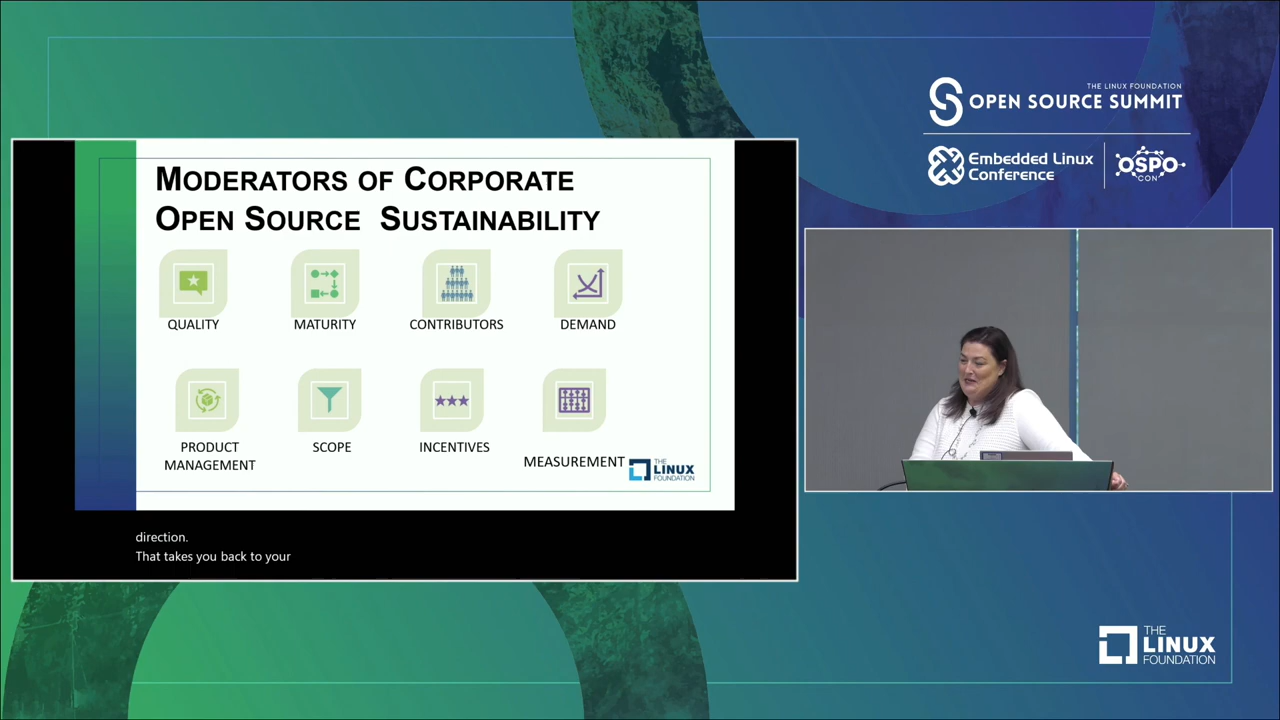 MODERATORS OF CORPORATE
OPEN SOURCE SUSTAINABILITY
QUALITY
MATURITY
CONTRIBUTORS
DEMAND
PRODUCT
MANAGEMENT
SCOPE
INCENTIVES
MEASUREMENT
THE
LINUX
FOUNDATION
direction.
That takes you back to your
THE LINUX FOUNDATION
OPEN SOURCE SUMMIT
Embedded Linux
Conference
OSPO
CON
THE
LINUX
FOUNDATION